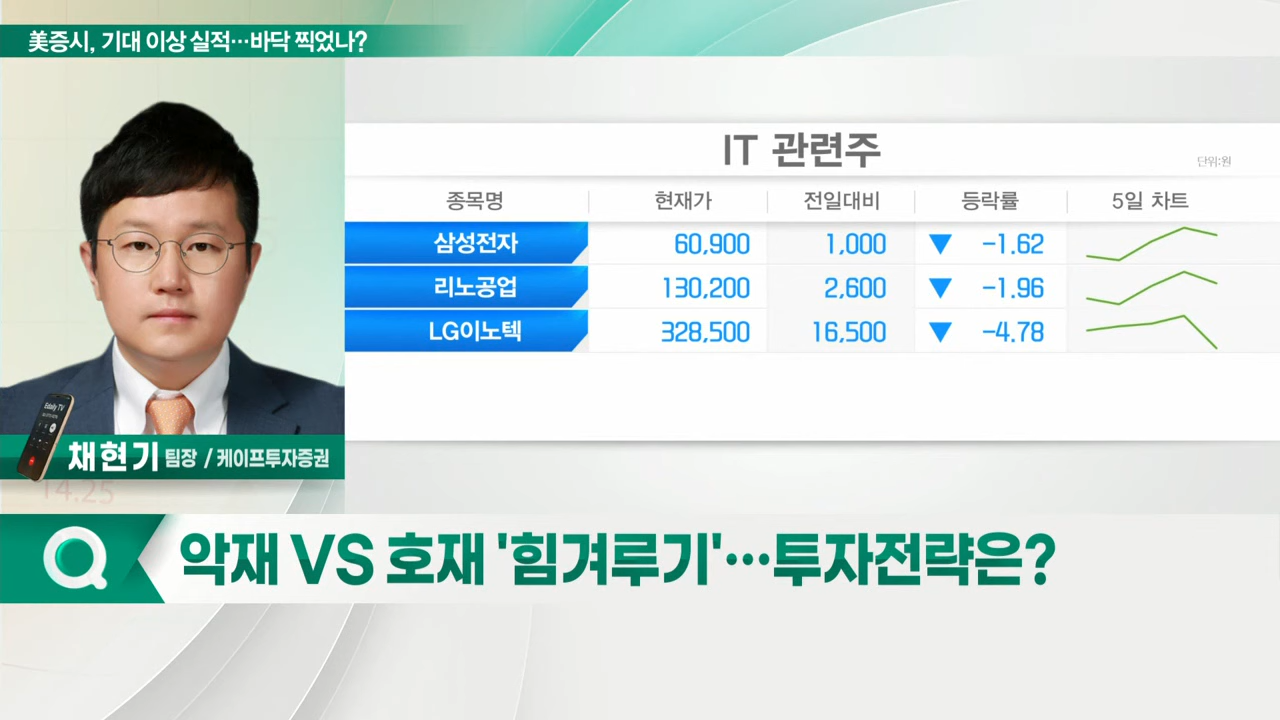 美증시, 기대 이상 실적…바닥 찍었나?
IT 관련주
단위:원
종목명 현재가 전일대비 등락률 5일 차트
삼성전자 60,900 1,000 ▼ -1.62
리노공업 130,200 2,600 ▼ -1.96
LG이노텍 328,500 16,500 ▼ -4.78
Edaily TV
채현기 팀장 / 케이프투자증권
14.25
악재 VS 호재 '힘겨루기'…투자전략은?